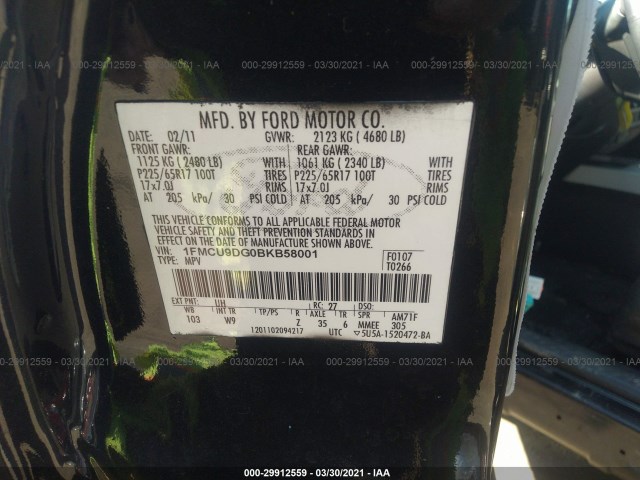 000-29912559 - 03/30/2021 - IAA
000-29912559 - 03/30/2021 - IAA
000-29912559 - 03/30/2021 - IAA
MFD. BY FORD MOTOR CO.
DATE: 02/11 GVWR: 2123 KG ( 4680 LB)
FRONT GAWR: REAR GAWR:
1125 KG ( 2480 LB) WITH 1061 KG ( 2340 LB) WITH
P225/65R17 100T TIRES P225/65R17 100T TIRES
17x7.0J RIMS 17x7.0J RIMS
AT 205 kPa/ 30 PSI COLD AT 205 kPa/ 30 PSI COLD
THIS VEHICLE CONFORMS TO ALL APPLICABLE FEDERAL MOTOR
VEHICLE SAFETY AND THEFT PREVENTION STANDARDS IN
EFFECT ON THE DATE OF MANUFACTURE SHOWN ABOVE.
VIN: 1FMCU9DG0BKB58001 F0107
TYPE: MPV T0266
EXT PNT: UH RC: 27 DSO:
WB INT TR TP/PS R AXLE TR SPR AM71F
103 W9 Z 35 6 MMEE 305
1201102094217 UTC ▽5U5A-1520472-BA
000-29912559 - 03/30/2021 - IAA
000-29912559 - 03/30/2021 - IAA
000-29912559 - 03/30/2021 - IAA
000-29912559 - 03/30/2021 - IAA